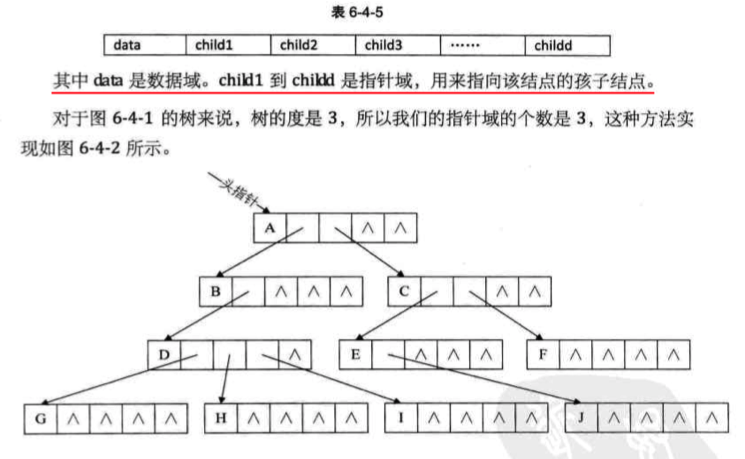 表 6-4-5
data child1 child2 child3 …… childd
其中 data 是数据域。child1 到 childd 是指针域，用来指向该结点的孩子结点。
对于图 6-4-1 的树来说，树的度是 3，所以我们的指针域的个数是 3，这种方法实
现如图 6-4-2 所示。
头指针
A ∧ ∧
B ∧ ∧ ∧ C ∧ ∧
D ∧ E ∧ ∧ ∧ F ∧ ∧ ∧ ∧
G ∧ ∧ ∧ ∧ H ∧ ∧ ∧ ∧ I ∧ ∧ ∧ ∧ J ∧ ∧ ∧ ∧